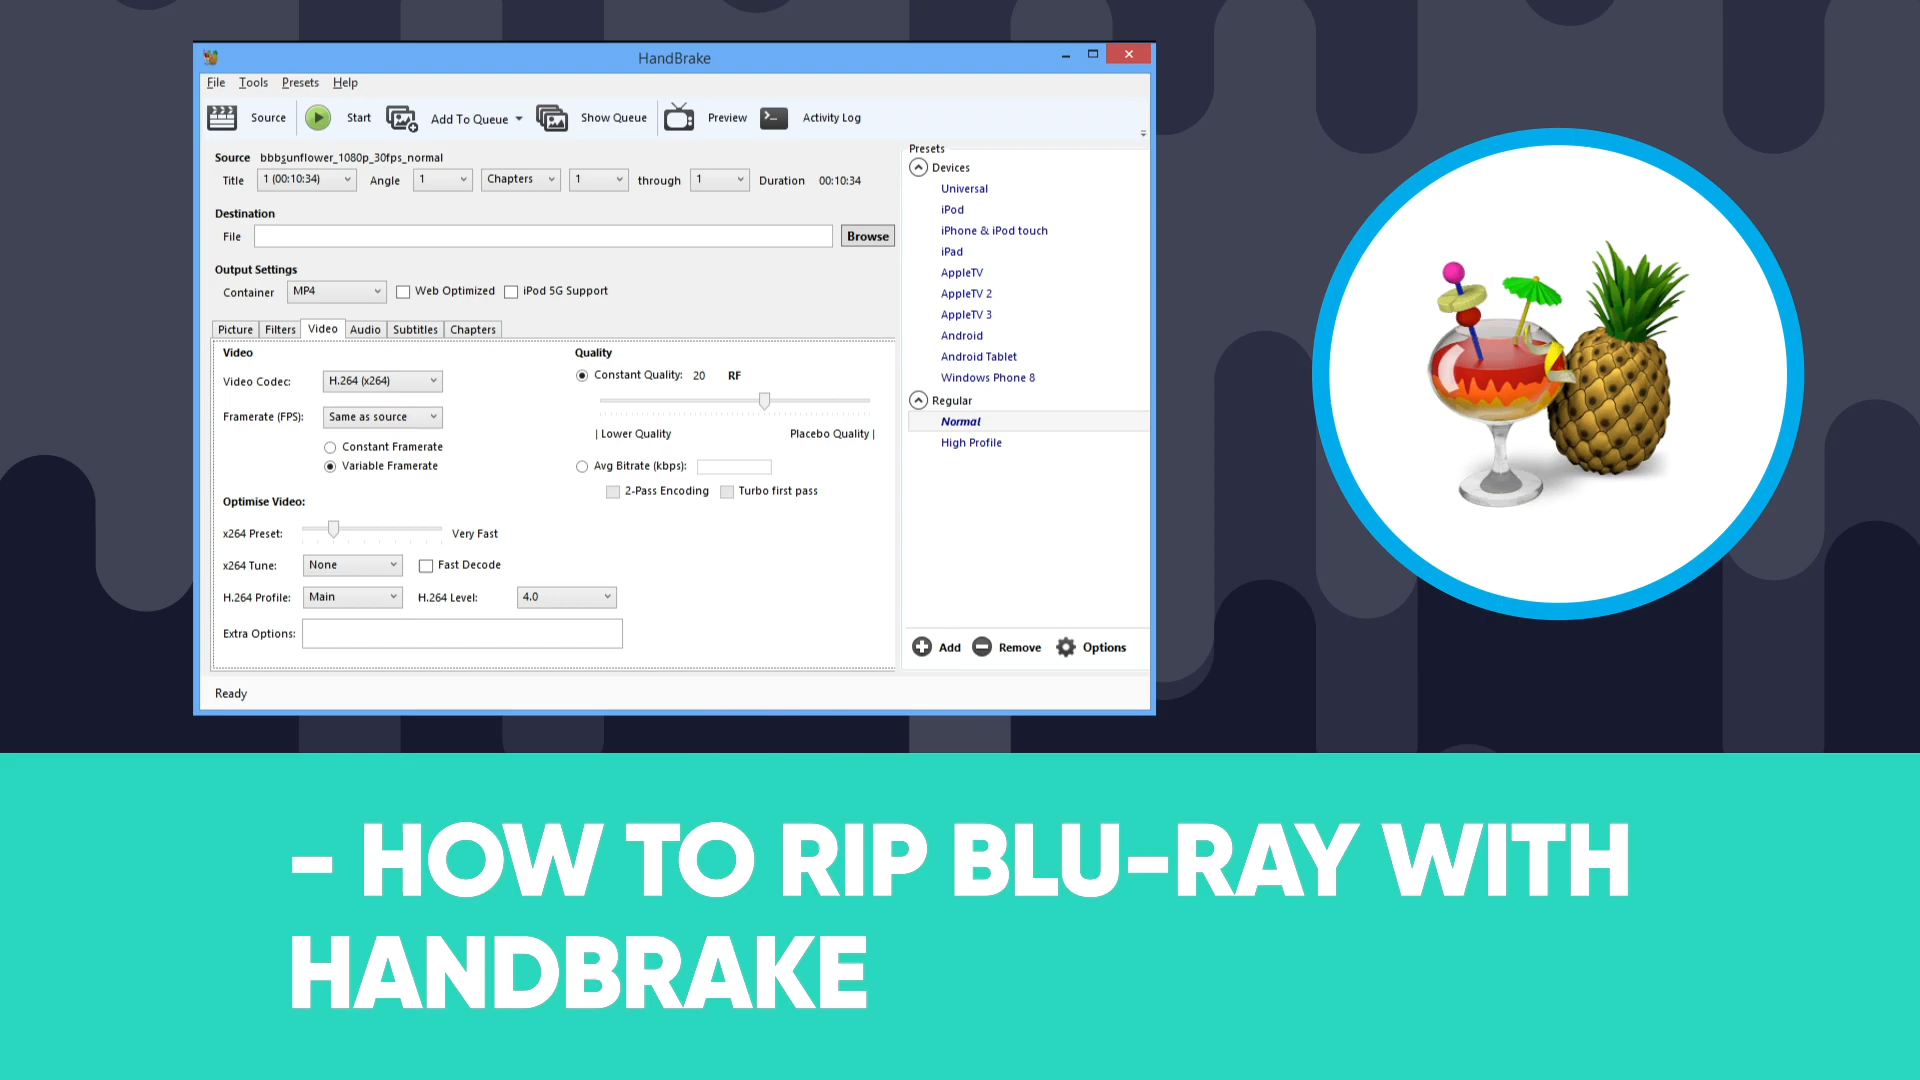 HandBrake
File Tools Presets Help
Source Start Add To Queue Show Queue Preview Activity Log
Source bbbsunflower_1080p_30fps_normal
Title 1 (00:10:34) Angle 1 Chapters 1 through 1 Duration 00:10:34
Destination
File Browse
Output Settings
Container MP4 Web Optimized iPod 5G Support
Picture Filters Video Audio Subtitles Chapters
Video
Video Codec: H.264 (x264)
Framerate (FPS): Same as source
Constant Framerate
Variable Framerate
Quality
Constant Quality: 20 RF
| Lower Quality Placebo Quality |
Avg Bitrate (kbps):
2-Pass Encoding Turbo first pass
Optimise Video:
x264 Preset: Very Fast
x264 Tune: None Fast Decode
H.264 Profile: Main H.264 Level: 4.0
Extra Options:
Presets
Devices
Universal
iPod
iPhone & iPod touch
iPad
AppleTV
AppleTV 2
AppleTV 3
Android
Android Tablet
Windows Phone 8
Regular
Normal
High Profile
Add Remove Options
Ready
- HOW TO RIP BLU-RAY WITH
HANDBRAKE